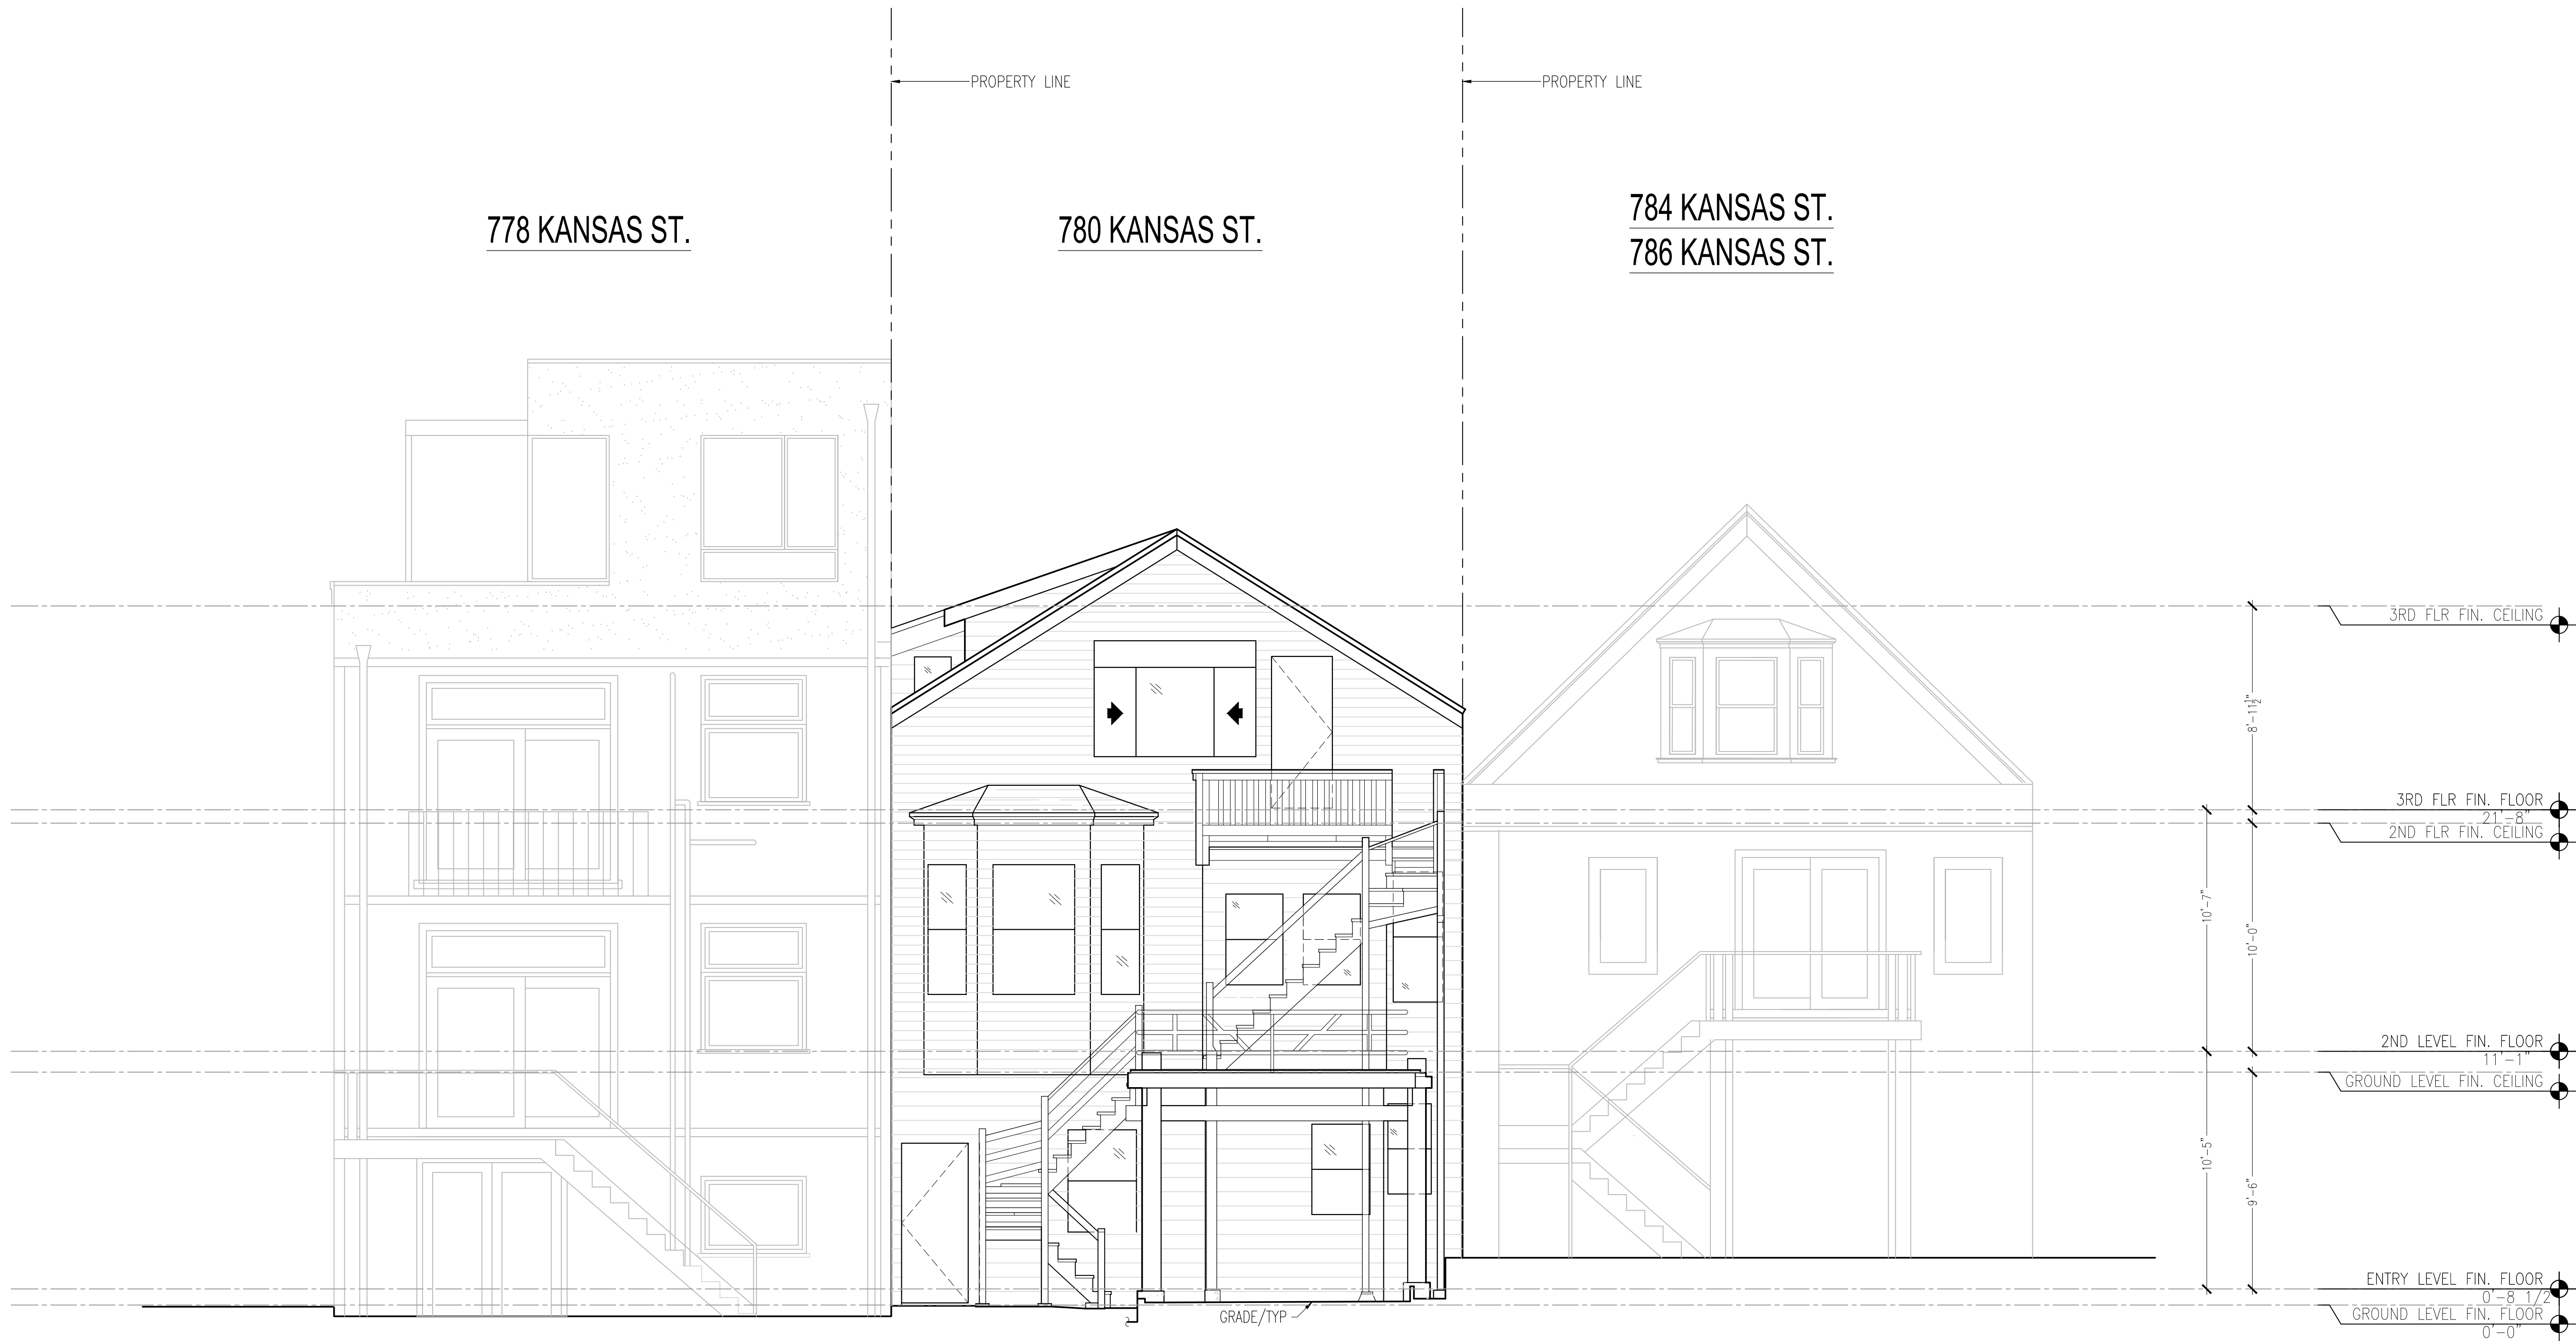 PROPERTY LINE
PROPERTY LINE
778 KANSAS ST.
780 KANSAS ST.
784 KANSAS ST.
786 KANSAS ST.
3RD FLR FIN. CEILING
8'-11½"
3RD FLR FIN. FLOOR
21'-8"
2ND FLR FIN. CEILING
10'-7"
10'-0"
2ND LEVEL FIN. FLOOR
11'-1"
GROUND LEVEL FIN. CEILING
10'-5"
9'-6"
ENTRY LEVEL FIN. FLOOR
0'-8 1/2
GRADE/TYP
GROUND LEVEL FIN. FLOOR
0'-0"